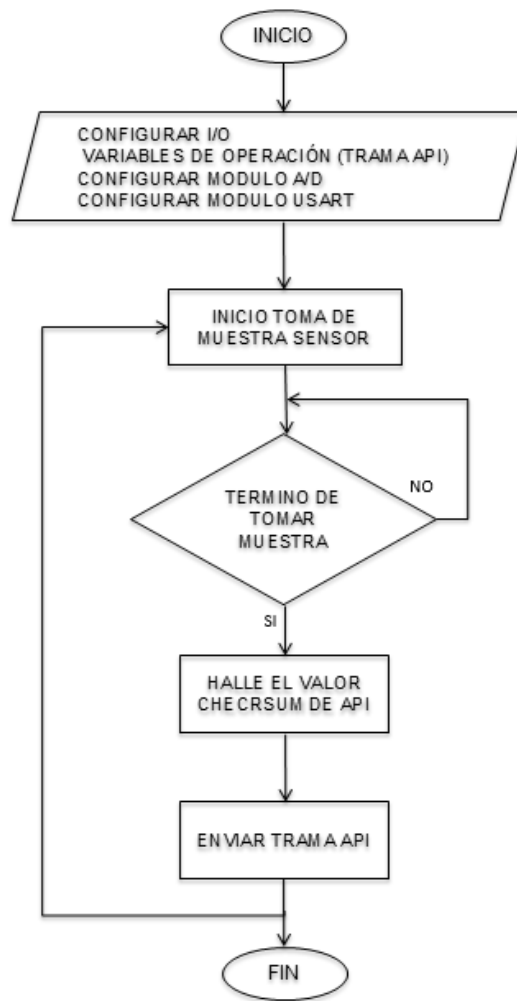 INICIO
CONFIGURAR I/O
VARIABLES DE OPERACIÓN (TRAMA API)
CONFIGURAR MODULO A/D
CONFIGURAR MODULO USART
INICIO TOMA DE
MUESTRA SENSOR
TERMINO DE
TOMAR
MUESTRA
NO
SI
HALLE EL VALOR
CHECRSUM DE API
ENVIAR TRAMA API
FIN